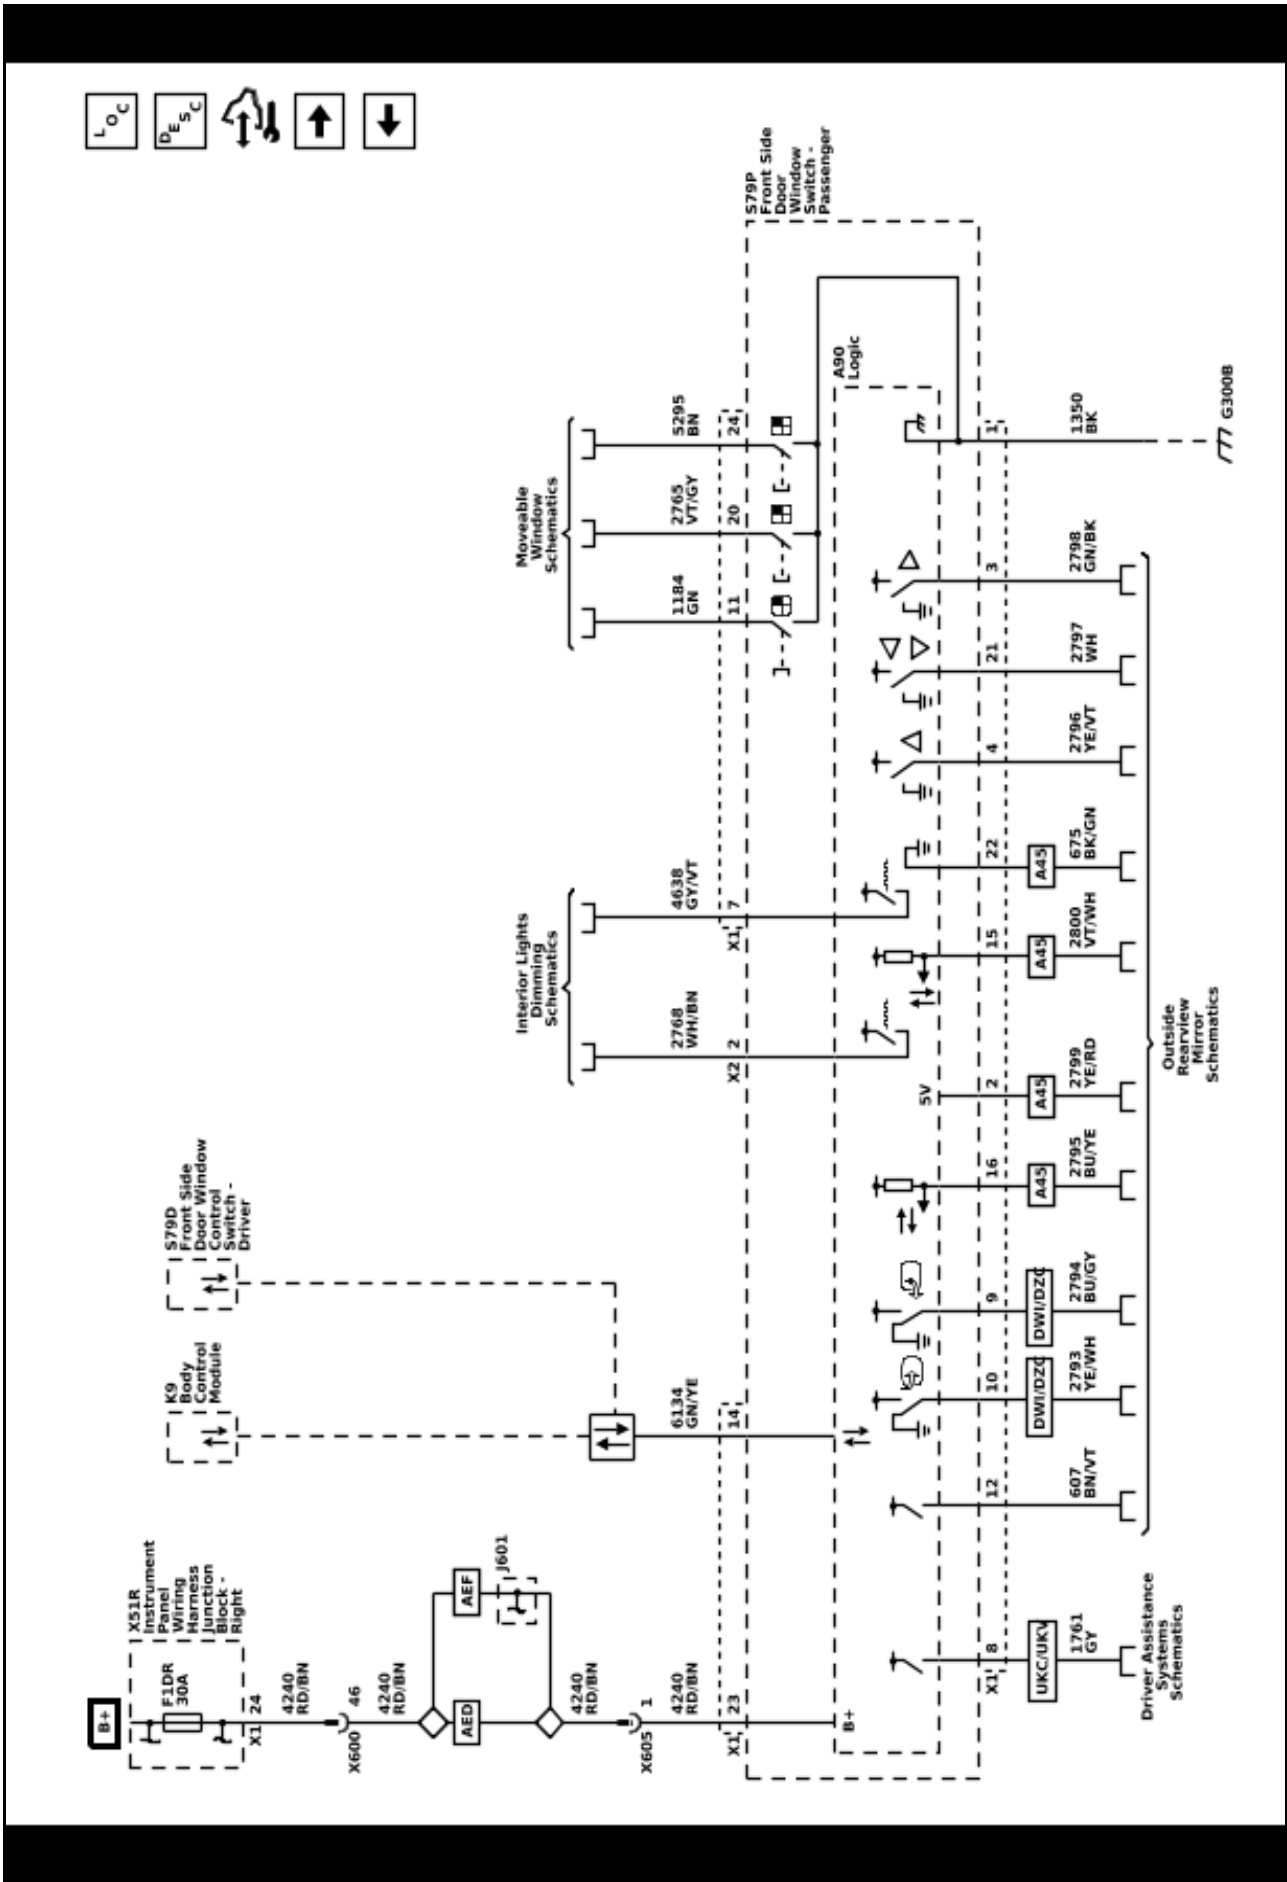 LOC
DESC
B+
X51R
Instrument
Panel
Wiring
Harness
Junction
Block -
Right
F1DR
30A
X1 24
4240
RD/BN
X600 46
4240
RD/BN
AED
AEF
J601
4240
RD/BN
X605 1
4240
RD/BN
X1 23
B+
K9
Body
Control
Module
S79D
Front Side
Door Window
Control
Switch -
Driver
6134
GN/YE
14
Interior Lights
Dimming
Schematics
2768
WH/BN
X2 2
4638
GY/VT
X1 7
Moveable
Window
Schematics
1184
GN
11
2765
VT/GY
20
5295
BN
24
S79P
Front Side
Door
Window
Switch -
Passenger
A90
Logic
5V
X1 8
UKC/UKV
1761
GY
Driver Assistance
Systems
Schematics
12
607
BN/VT
10
DWI/DZC
2793
YE/WH
9
DWI/DZC
2794
BU/GY
16
A45
2795
BU/YE
2
A45
2799
YE/RD
15
A45
2800
VT/WH
22
A45
675
BK/GN
4
2796
YE/VT
21
2797
WH
3
2798
GN/BK
1
1350
BK
G300B
Outside
Rearview
Mirror
Schematics